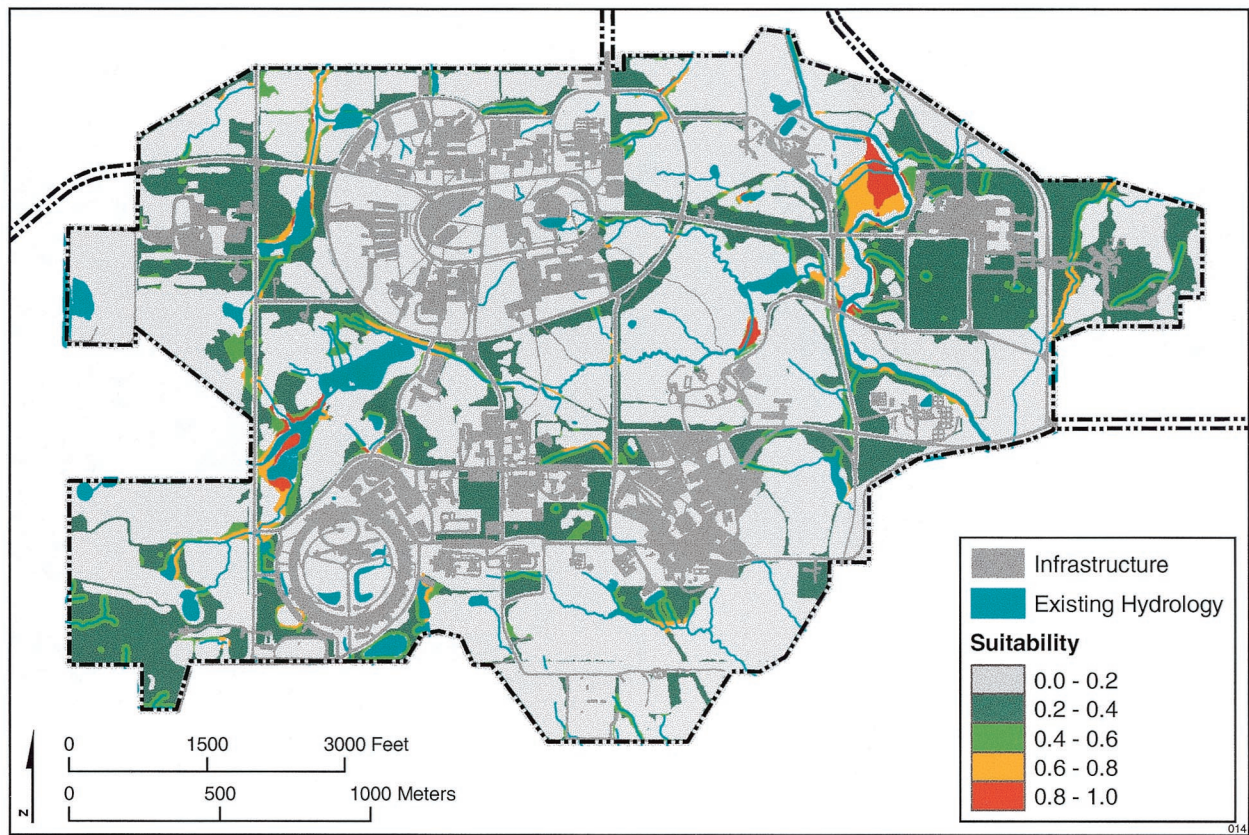 Infrastructure
Existing Hydrology
Suitability
0.0 - 0.2
0.2 - 0.4
0.4 - 0.6
0.6 - 0.8
0.8 - 1.0
0 1500 3000 Feet
0 500 1000 Meters
N
014